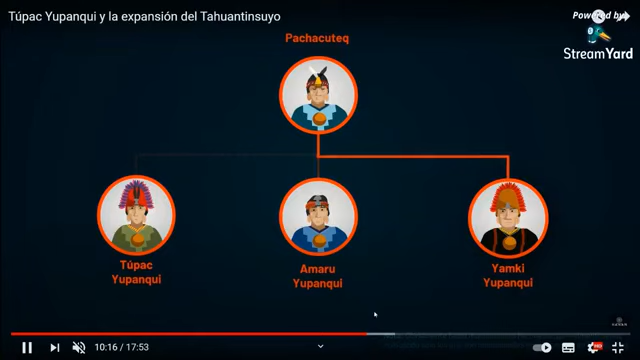 Túpac Yupanqui y la expansión del Tahuantinsuyo
Powered by
StreamYard
Pachacuteq
Túpac
Yupanqui
Amaru
Yupanqui
Yamki
Yupanqui
10:16 / 17:53